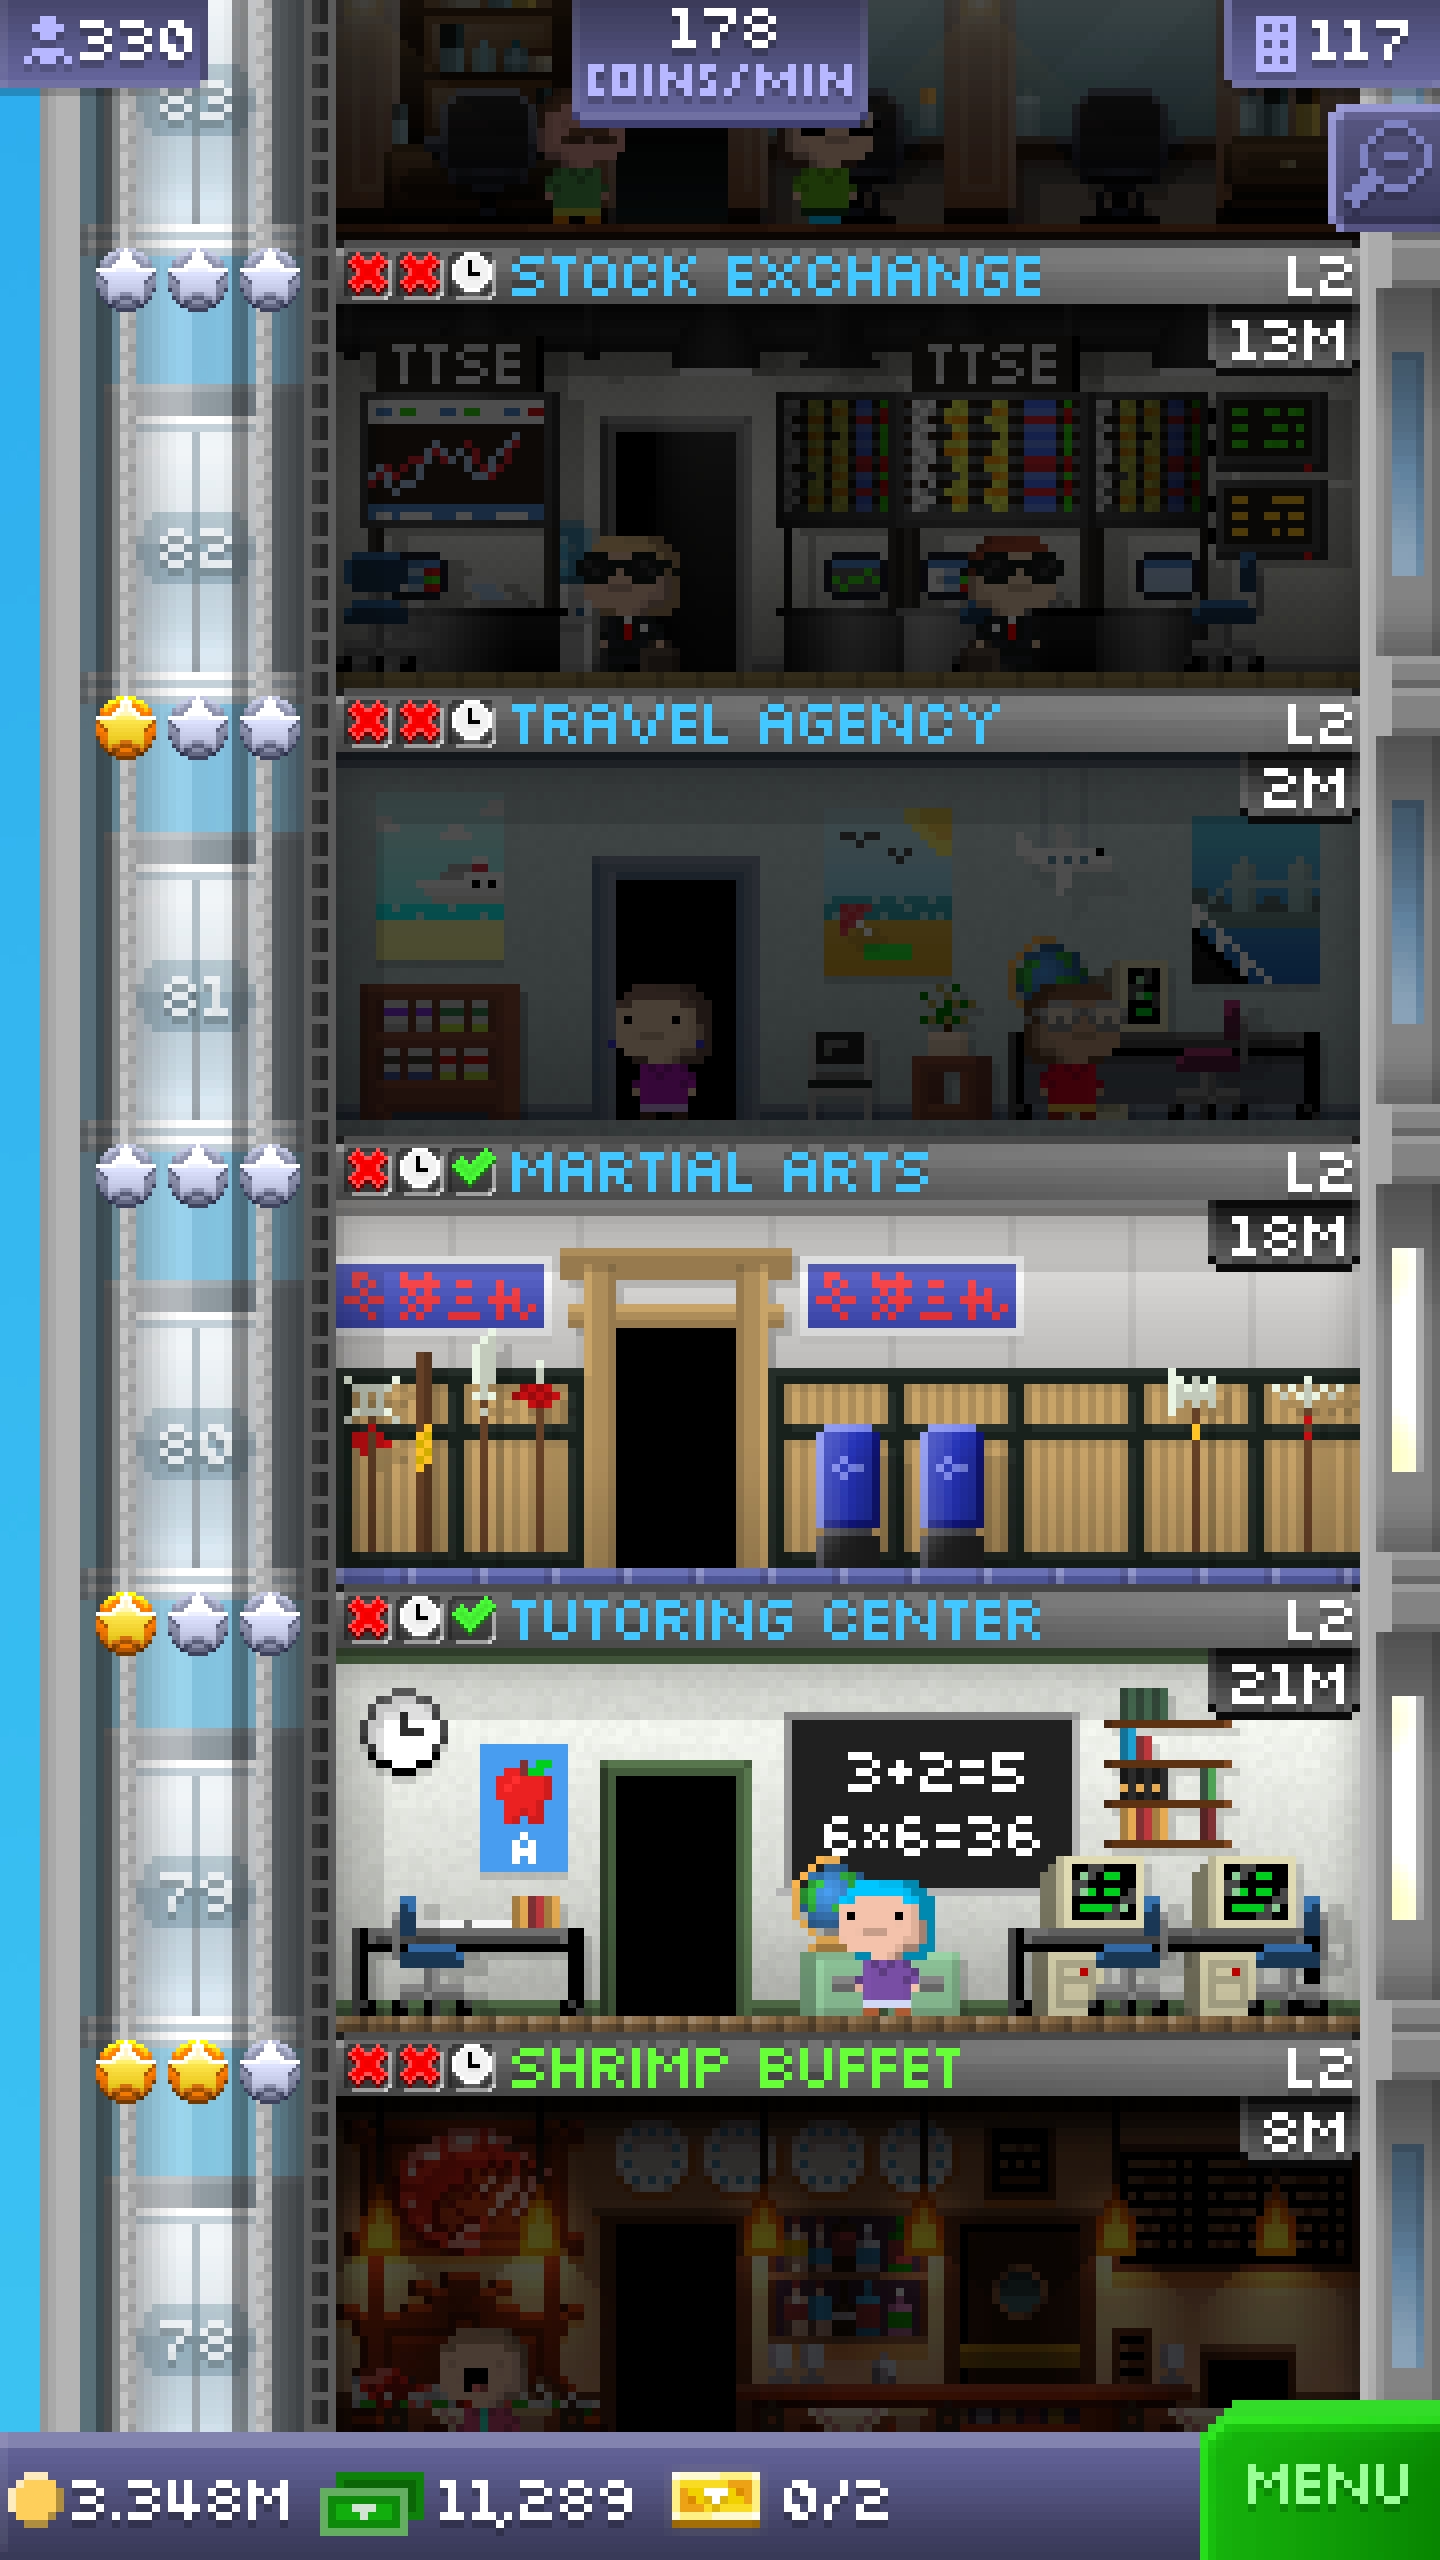 330
178
COINS/MIN
117
83
STOCK EXCHANGE L2
13M
TTSE TTSE
82
TRAVEL AGENCY L2
2M
81
MARTIAL ARTS L2
18M
80
TUTORING CENTER L2
21M
3+2=5
6x6=36
A
79
SHRIMP BUFFET L2
8M
78
3.348M 11,289 0/2
MENU